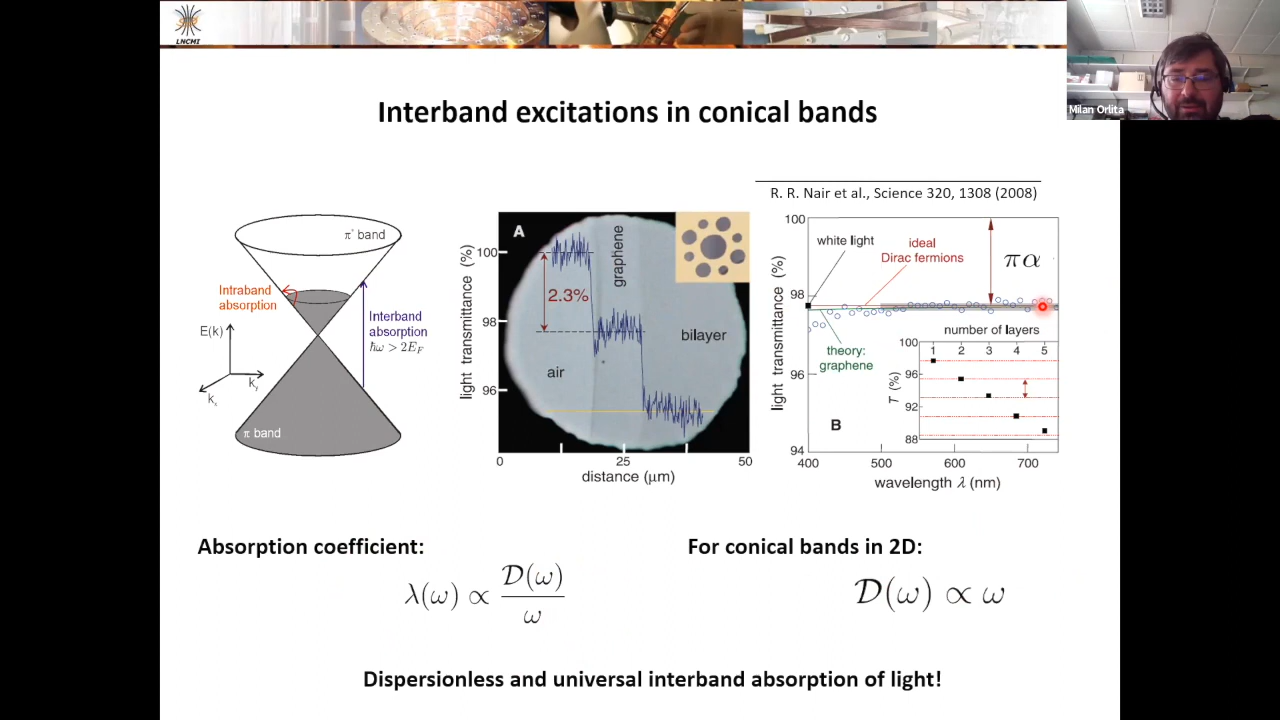 LNCMI
Milan Orlita
Interband excitations in conical bands
R. R. Nair et al., Science 320, 1308 (2008)
π* band
Intraband
absorption
Interband
absorption
ℏω > 2E_F
E(k)
k_y
k_x
π band
A
light transmittance (%)
100
98
96
2.3%
graphene
air
bilayer
0
25
50
distance (μm)
light transmittance (%)
100
98
96
94
white light
ideal
Dirac fermions
πα
theory:
graphene
number of layers
1 2 3 4 5
T (%)
100
96
92
88
B
400 500 600 700
wavelength λ (nm)
Absorption coefficient:
λ(ω) ∝ D(ω)/ω
For conical bands in 2D:
D(ω) ∝ ω
Dispersionless and universal interband absorption of light!